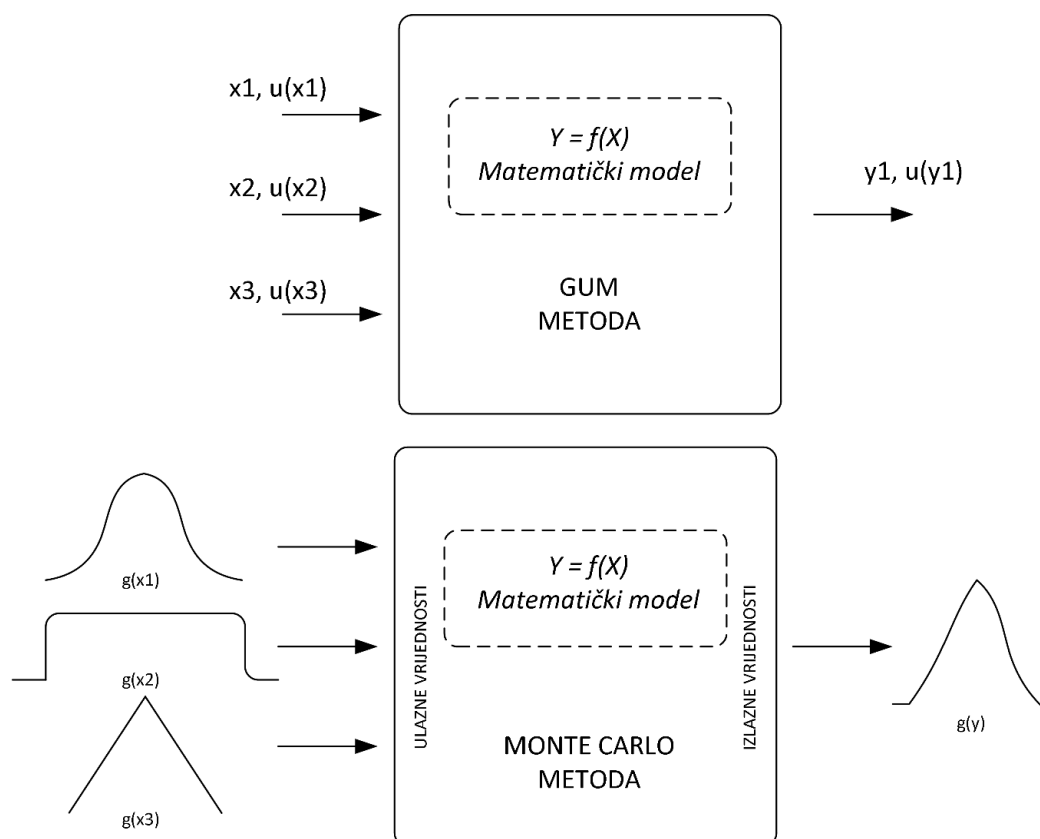 x1, u(x1)
x2, u(x2)
x3, u(x3)
Y = f(X)
Matematički model
GUM
METODA
y1, u(y1)
g(x1)
g(x2)
g(x3)
ULAZNE VRIJEDNOSTI
Y = f(X)
Matematički model
MONTE CARLO
METODA
IZLAZNE VRIJEDNOSTI
g(y)